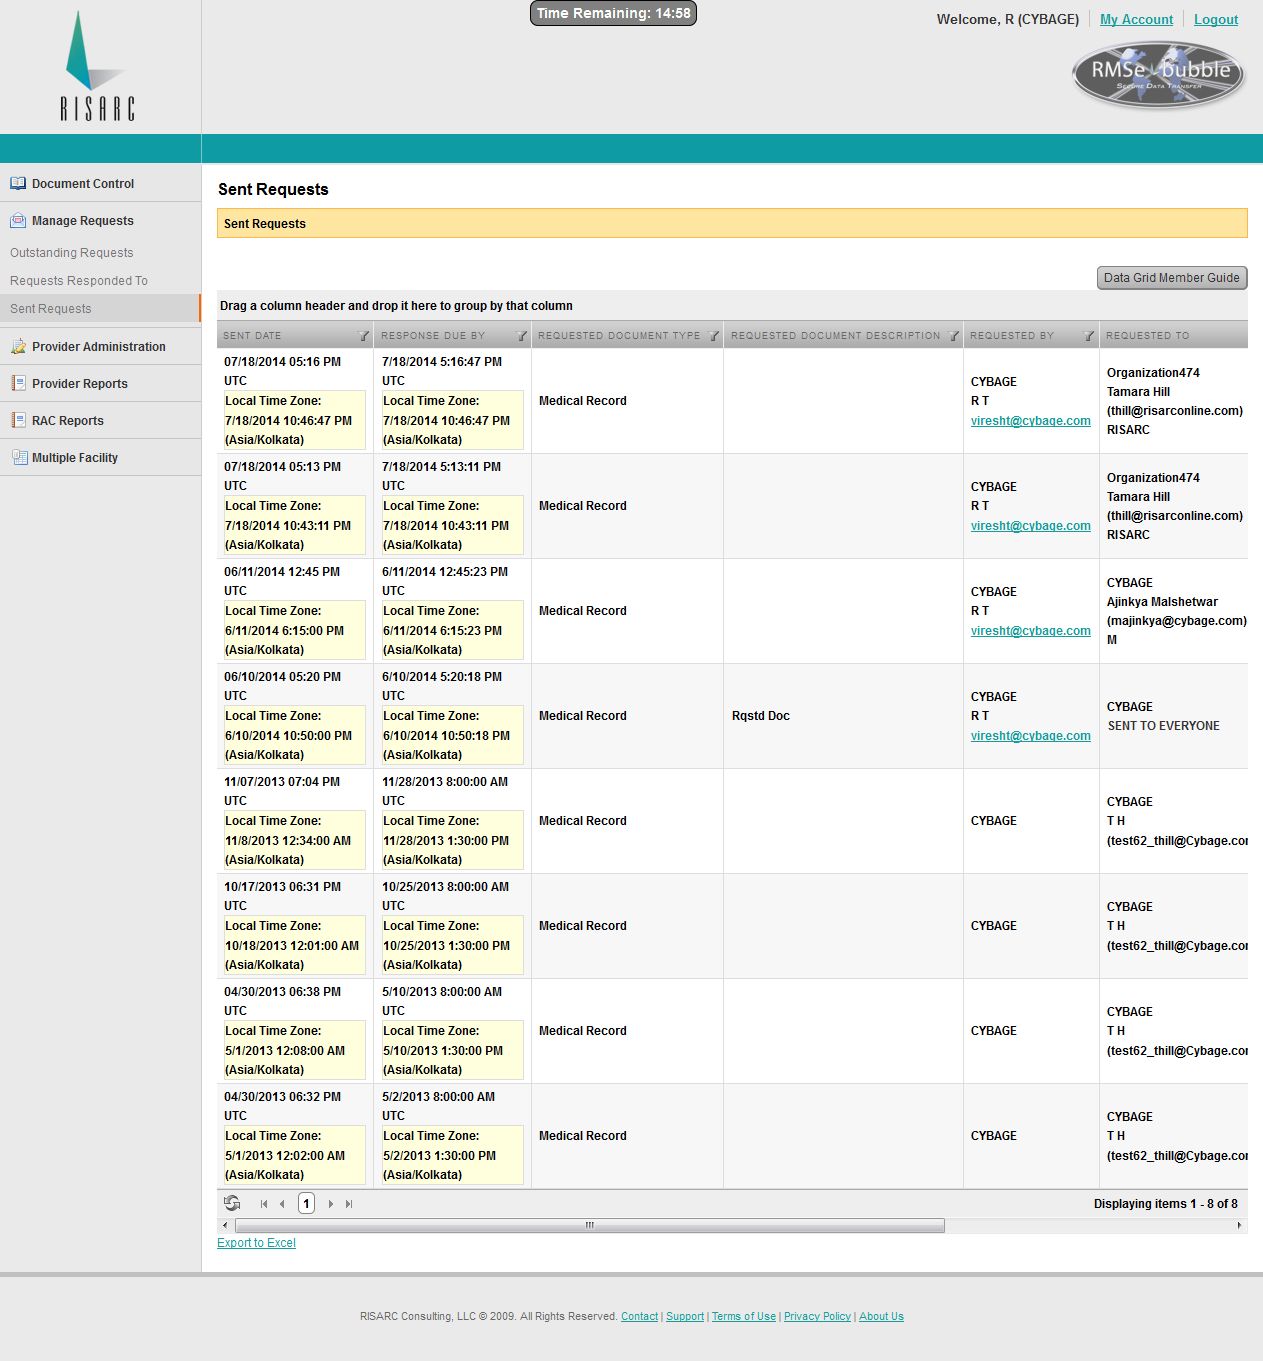 Time Remaining: 14:58
Welcome, R (CYBAGE) My Account Logout
RISARC
RMSe bubble
SECURE DATA TRANSFER
Document Control
Manage Requests
Outstanding Requests
Requests Responded To
Sent Requests
Provider Administration
Provider Reports
RAC Reports
Multiple Facility
Sent Requests
Sent Requests
Data Grid Member Guide
Drag a column header and drop it here to group by that column
SENT DATE RESPONSE DUE BY REQUESTED DOCUMENT TYPE REQUESTED DOCUMENT DESCRIPTION REQUESTED BY REQUESTED TO
07/18/2014 05:16 PM
UTC
Local Time Zone:
7/18/2014 10:46:47 PM
(Asia/Kolkata)
7/18/2014 5:16:47 PM
UTC
Local Time Zone:
7/18/2014 10:46:47 PM
(Asia/Kolkata)
Medical Record
CYBAGE
R T
viresht@cybage.com
Organization474
Tamara Hill
(thill@risarconline.com)
RISARC
07/18/2014 05:13 PM
UTC
Local Time Zone:
7/18/2014 10:43:11 PM
(Asia/Kolkata)
7/18/2014 5:13:11 PM
UTC
Local Time Zone:
7/18/2014 10:43:11 PM
(Asia/Kolkata)
Medical Record
CYBAGE
R T
viresht@cybage.com
Organization474
Tamara Hill
(thill@risarconline.com)
RISARC
06/11/2014 12:45 PM
UTC
Local Time Zone:
6/11/2014 6:15:00 PM
(Asia/Kolkata)
6/11/2014 12:45:23 PM
UTC
Local Time Zone:
6/11/2014 6:15:23 PM
(Asia/Kolkata)
Medical Record
CYBAGE
R T
viresht@cybage.com
CYBAGE
Ajinkya Malshetwar
(majinkya@cybage.com)
M
06/10/2014 05:20 PM
UTC
Local Time Zone:
6/10/2014 10:50:00 PM
(Asia/Kolkata)
6/10/2014 5:20:18 PM
UTC
Local Time Zone:
6/10/2014 10:50:18 PM
(Asia/Kolkata)
Medical Record
Rqstd Doc
CYBAGE
R T
viresht@cybage.com
CYBAGE
SENT TO EVERYONE
11/07/2013 07:04 PM
UTC
Local Time Zone:
11/8/2013 12:34:00 AM
(Asia/Kolkata)
11/28/2013 8:00:00 AM
UTC
Local Time Zone:
11/28/2013 1:30:00 PM
(Asia/Kolkata)
Medical Record
CYBAGE
CYBAGE
T H
(test62_thill@Cybage.com
10/17/2013 06:31 PM
UTC
Local Time Zone:
10/18/2013 12:01:00 AM
(Asia/Kolkata)
10/25/2013 8:00:00 AM
UTC
Local Time Zone:
10/25/2013 1:30:00 PM
(Asia/Kolkata)
Medical Record
CYBAGE
CYBAGE
T H
(test62_thill@Cybage.com
04/30/2013 06:38 PM
UTC
Local Time Zone:
5/1/2013 12:08:00 AM
(Asia/Kolkata)
5/10/2013 8:00:00 AM
UTC
Local Time Zone:
5/10/2013 1:30:00 PM
(Asia/Kolkata)
Medical Record
CYBAGE
CYBAGE
T H
(test62_thill@Cybage.com
04/30/2013 06:32 PM
UTC
Local Time Zone:
5/1/2013 12:02:00 AM
(Asia/Kolkata)
5/2/2013 8:00:00 AM
UTC
Local Time Zone:
5/2/2013 1:30:00 PM
(Asia/Kolkata)
Medical Record
CYBAGE
CYBAGE
T H
(test62_thill@Cybage.com
1
Displaying items 1 - 8 of 8
Export to Excel
RISARC Consulting, LLC © 2009. All Rights Reserved. Contact | Support | Terms of Use | Privacy Policy | About Us